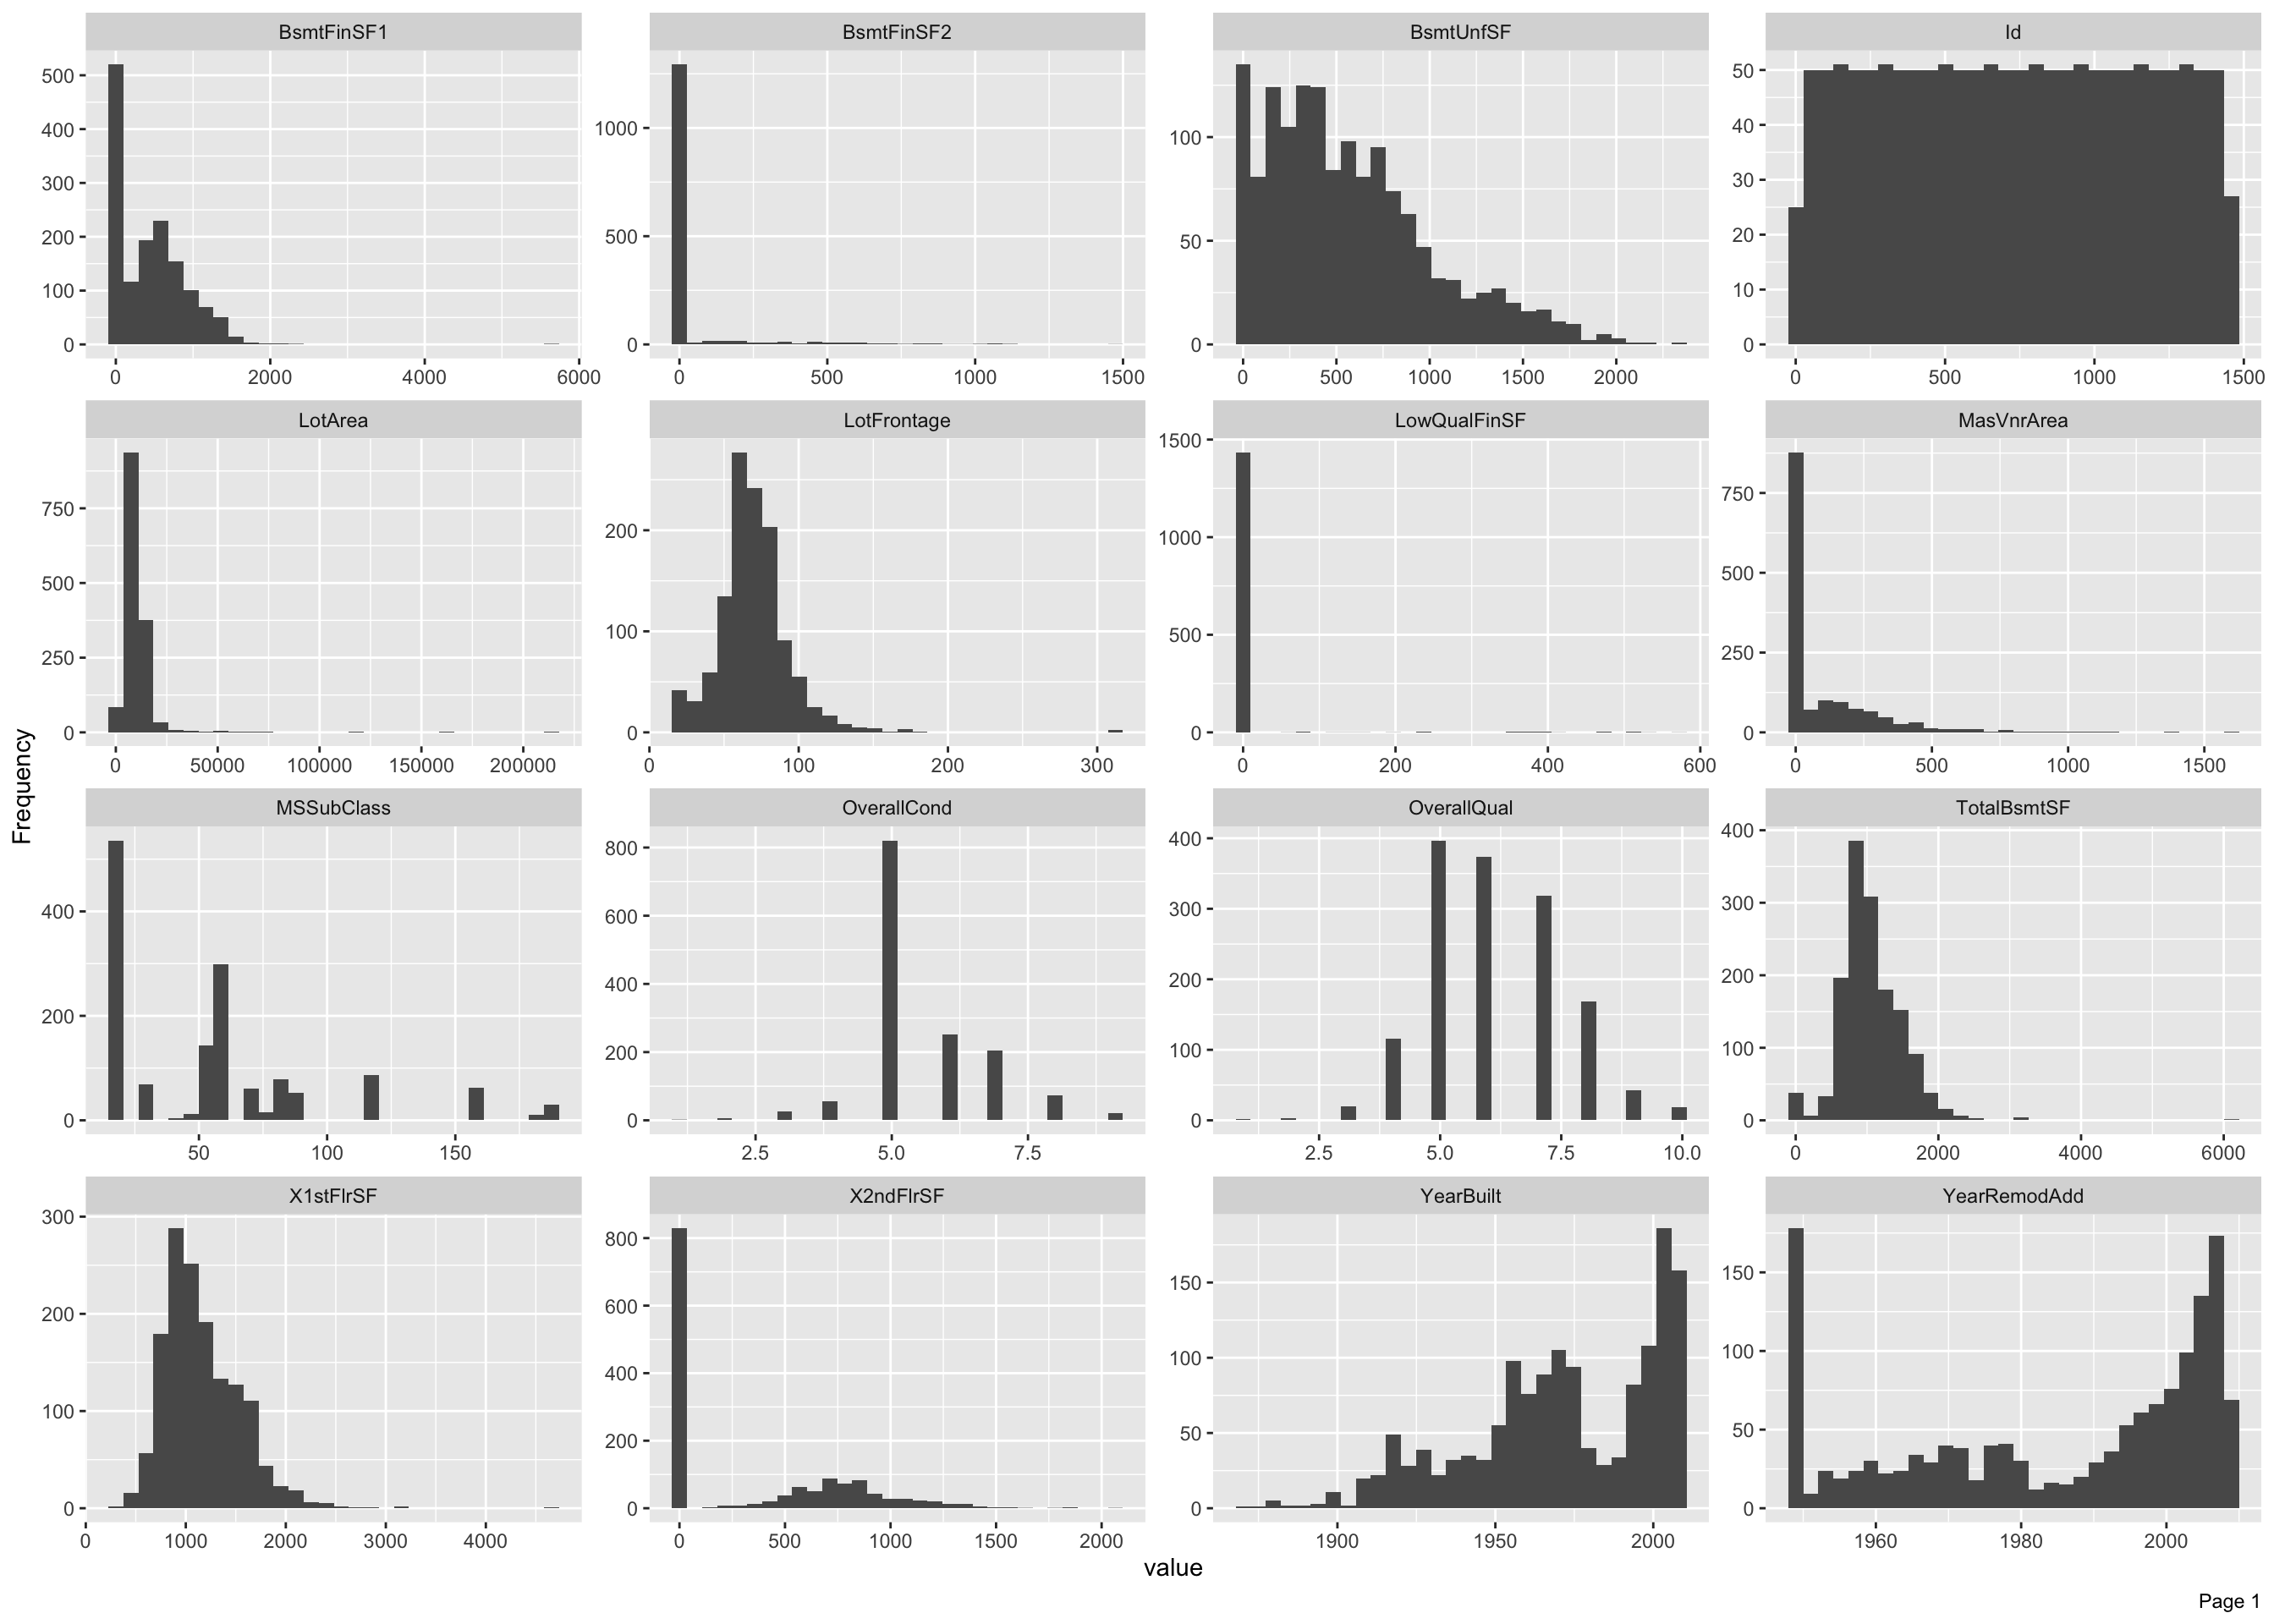 BsmtFinSF1 BsmtFinSF2 BsmtUnfSF Id
500
400
300
200
100
0
0 2000 4000 6000
1000
500
0
0 500 1000 1500
100
50
0
0 500 1000 1500 2000
50
40
30
20
10
0
0 500 1000 1500
LotArea LotFrontage LowQualFinSF MasVnrArea
750
500
250
0
0 50000 100000 150000 200000
200
100
0
0 100 200 300
1500
1000
500
0
0 200 400 600
750
500
250
0
0 500 1000 1500
Frequency
MSSubClass OverallCond OverallQual TotalBsmtSF
400
200
0
50 100 150
800
600
400
200
0
2.5 5.0 7.5
400
300
200
100
0
2.5 5.0 7.5 10.0
400
300
200
100
0
0 2000 4000 6000
X1stFlrSF X2ndFlrSF YearBuilt YearRemodAdd
300
200
100
0
0 1000 2000 3000 4000
800
600
400
200
0
0 500 1000 1500 2000
150
100
50
0
1900 1950 2000
150
100
50
0
1960 1980 2000
value
Page 1